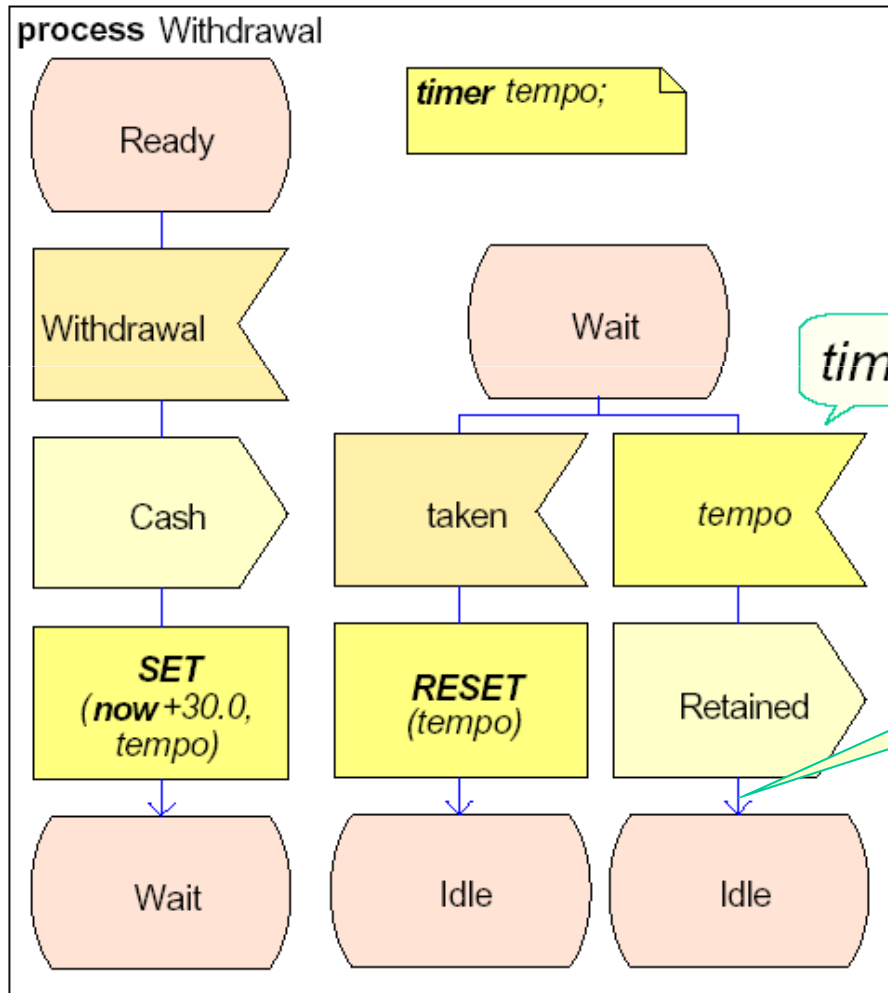 process Withdrawal
timer tempo;
Ready
Withdrawal
Cash
SET
(now+30.0,
tempo)
Wait
Wait
taken
RESET
(tempo)
Idle
tempo
Retained
Idle